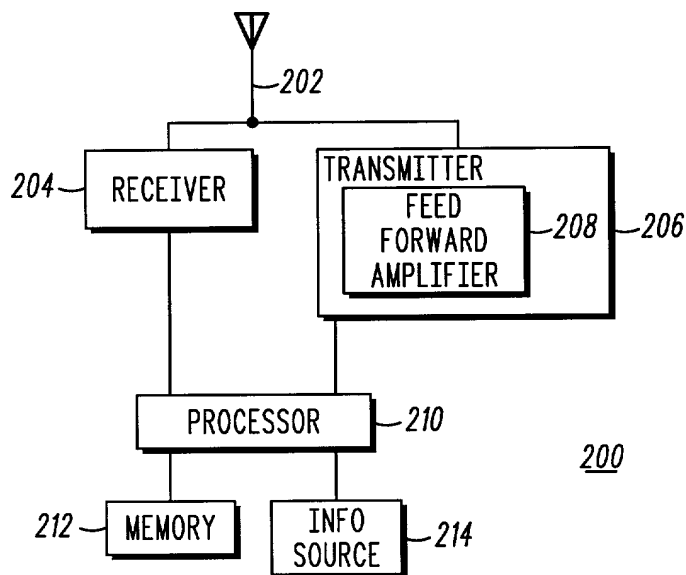 202
204
RECEIVER
TRANSMITTER
FEED
FORWARD
AMPLIFIER
208
206
PROCESSOR
210
200
212
MEMORY
INFO
SOURCE
214